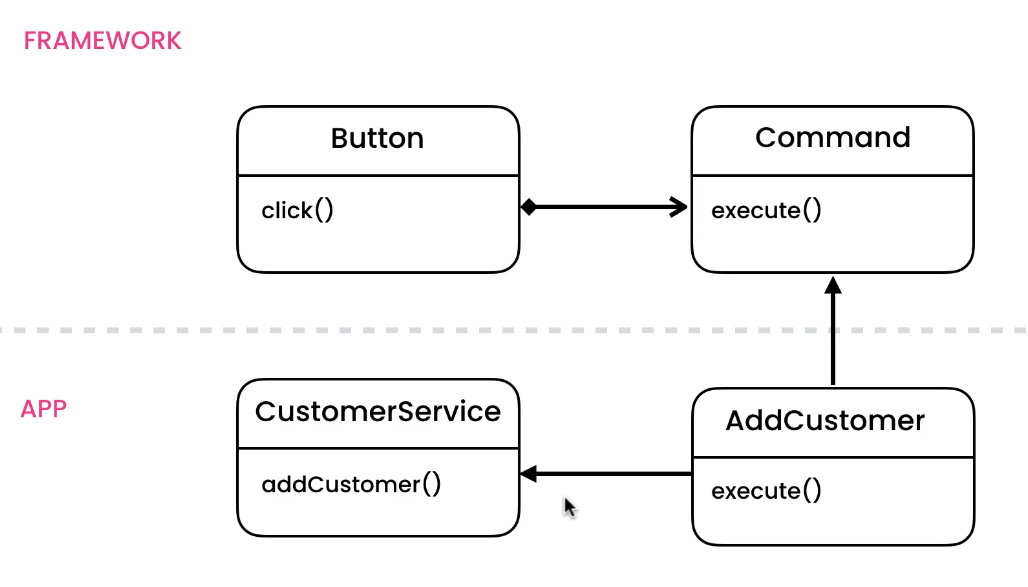 FRAMEWORK
Button
Command
click()
execute()
APP
CustomerService
AddCustomer
addCustomer()
execute()